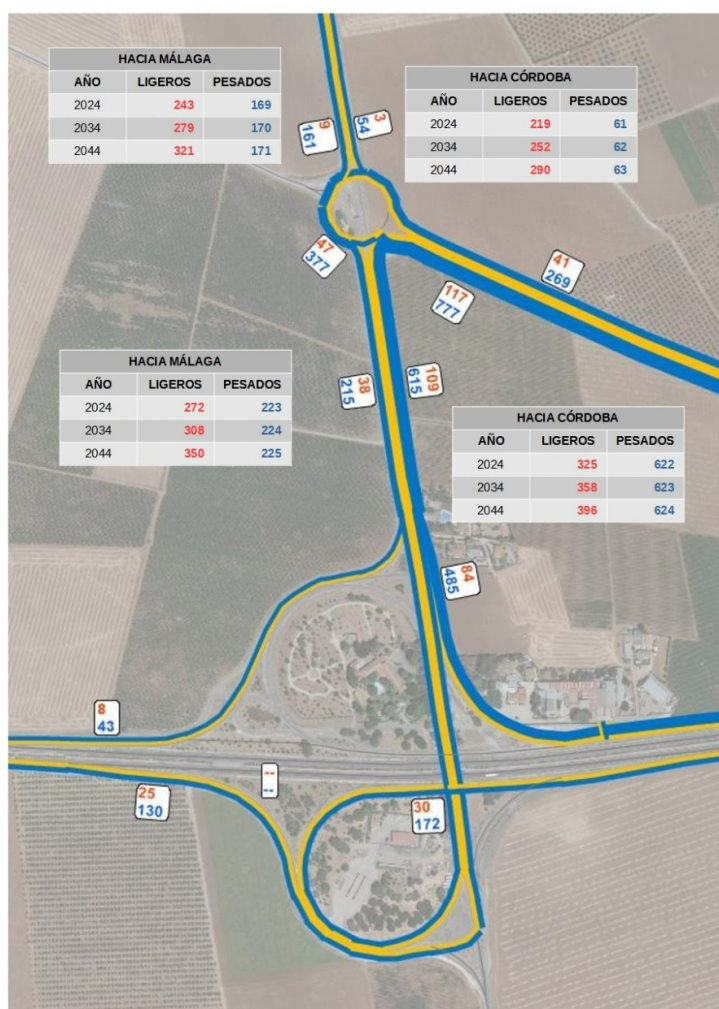 HACIA MÁLAGA
AÑO LIGEROS PESADOS
2024 243 169
2034 279 170
2044 321 171
HACIA CÓRDOBA
AÑO LIGEROS PESADOS
2024 219 61
2034 252 62
2044 290 63
9
161
3
54
47
377
41
269
117
777
HACIA MÁLAGA
AÑO LIGEROS PESADOS
2024 272 223
2034 308 224
2044 350 225
38
215
109
615
HACIA CÓRDOBA
AÑO LIGEROS PESADOS
2024 325 622
2034 358 623
2044 396 624
84
485
8
43
25
130
30
172